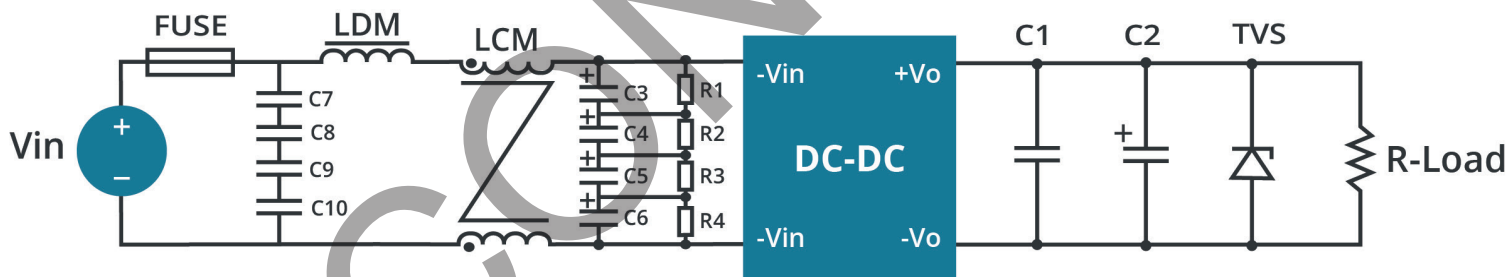 FUSE
LDM
LCM
C1
C2
TVS
-Vin
+Vo
C7
C3
R1
+
C8
C4
R2
Vin
+
−
DC-DC
+
R-Load
C9
C5
R3
+
C10
C6
R4
+
-Vin
-Vo
+
CON